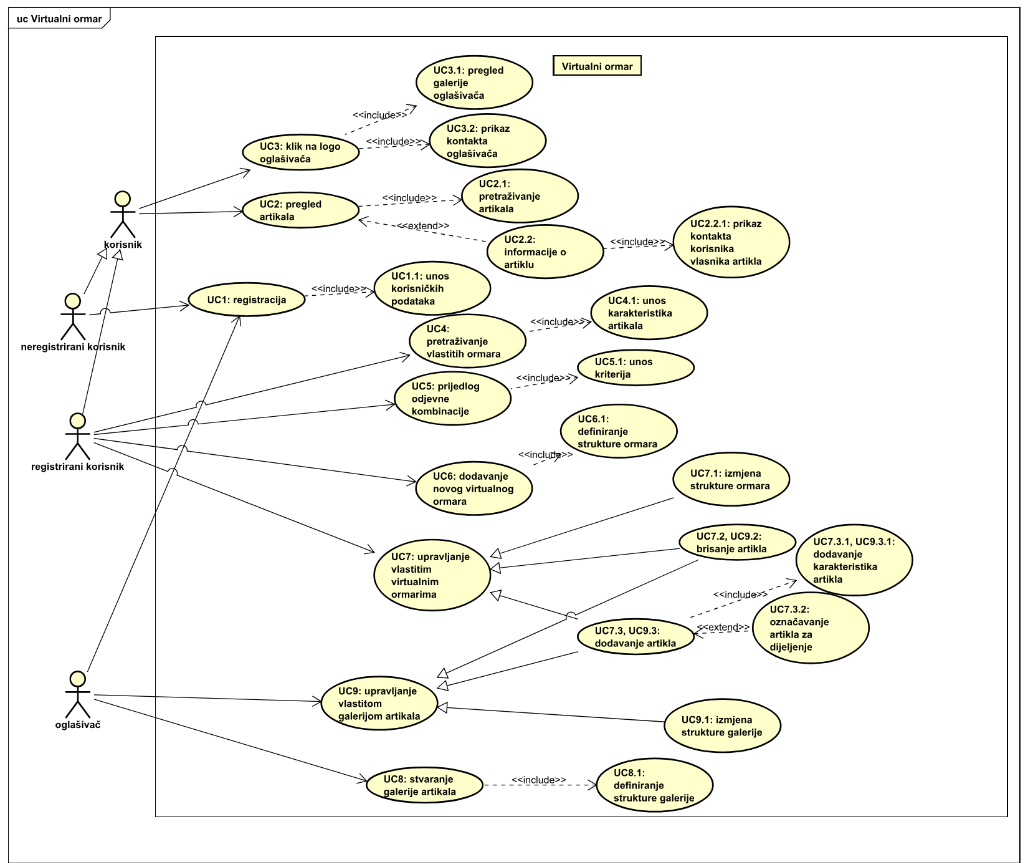 uc Virtualni ormar
Virtualni ormar
UC3.1: pregled
galerije
oglašivača
<<include>>
UC3: klik na logo
oglašivača
<<include>>
UC3.2: prikaz
kontakta
oglašivača
korisnik
UC2: pregled
artikala
<<include>>
UC2.1:
pretraživanje
artikala
<<extend>>
UC2.2:
informacije o
artiklu
<<include>>
UC2.2.1: prikaz
kontakta
korisnika
vlasnika artikla
neregistrirani korisnik
UC1: registracija
<<include>>
UC1.1: unos
korisničkih
podataka
UC4:
pretraživanje
vlastitih ormara
<<include>>
UC4.1: unos
karakteristika
artikala
UC5: prijedlog
odjevne
kombinacije
<<include>>
UC5.1: unos
kriterija
registrirani korisnik
UC6.1:
definiranje
strukture ormara
<<include>>
UC6: dodavanje
novog virtualnog
ormara
UC7.1: izmjena
strukture ormara
UC7: upravljanje
vlastitim
virtualnim
ormarima
UC7.2, UC9.2:
brisanje artikla
UC7.3.1, UC9.3.1:
dodavanje
karakteristika
artikla
<<include>>
UC7.3, UC9.3:
dodavanje artikla
<<extend>>
UC7.3.2:
označavanje
artikla za
dijeljenje
oglašivač
UC9: upravljanje
vlastitom
galerijom artikala
UC9.1: izmjena
strukture galerije
UC8: stvaranje
galerije artikala
<<include>>
UC8.1:
definiranje
strukture galerije